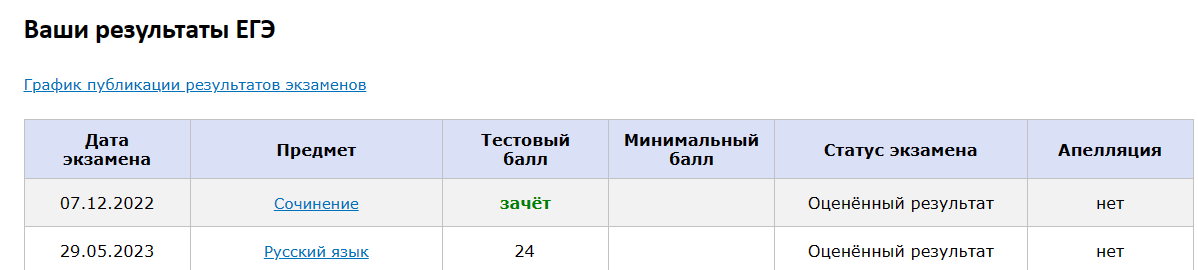 Ваши результаты ЕГЭ
График публикации результатов экзаменов
Дата экзамена Предмет Тестовый балл Минимальный балл Статус экзамена Апелляция
07.12.2022 Сочинение зачёт Оценённый результат нет
29.05.2023 Русский язык 24 Оценённый результат нет